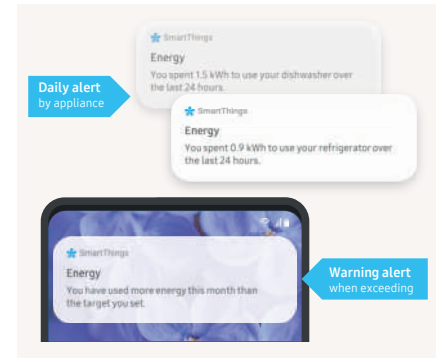 SmartThings
Energy
You spent 1.5 kWh to use your dishwasher over
the last 24 hours.
Daily alert
by appliance
SmartThings
Energy
You spent 0.9 kWh to use your refrigerator over
the last 24 hours.
SmartThings
Energy
You have used more energy this month than
the target you set.
Warning alert
when exceeding